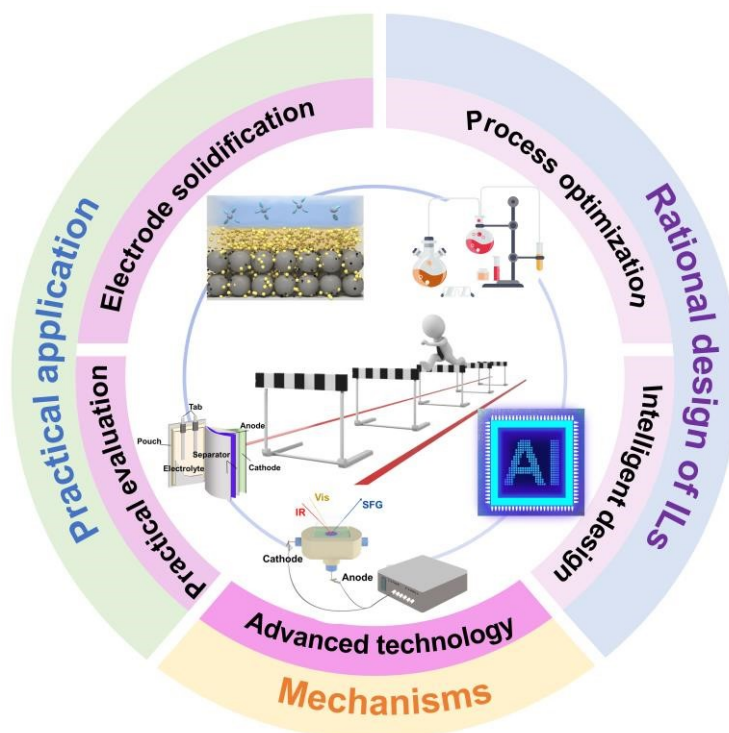 Practical application
Electrode solidification
Practical evaluation
Rational design of ILs
Process optimization
Intelligent design
Tab
Pouch
Anode
Separator
Electrolyte
Cathode
AI
Vis
IR
SFG
Cathode
Anode
Advanced technology
Mechanisms